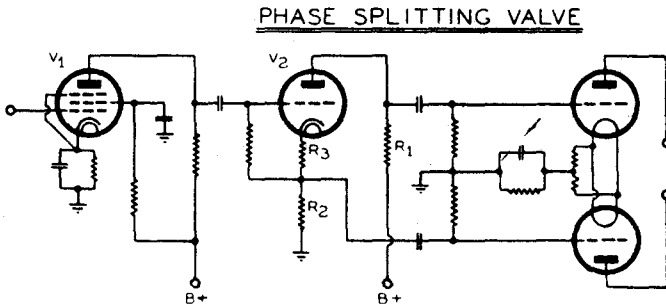 PHASE SPLITTING VALVE
V1
V2
R3
R1
R2
B+
B+